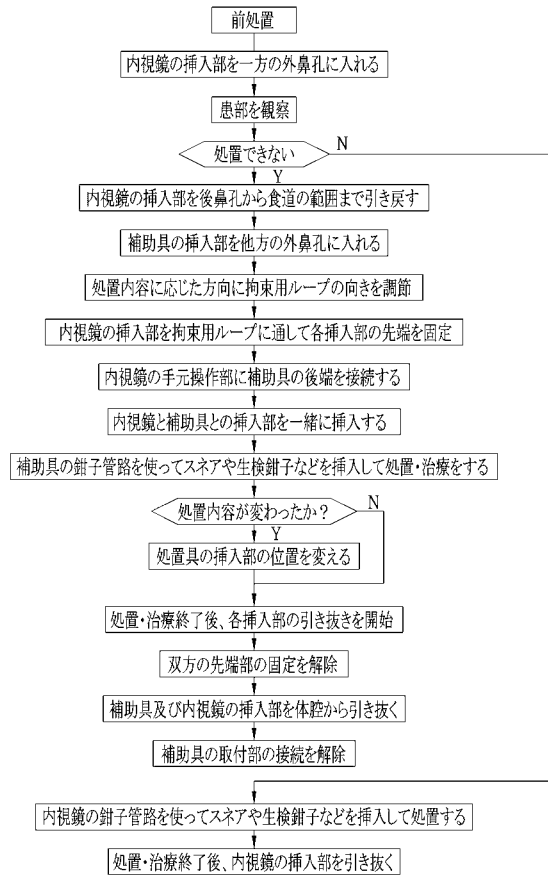 前処置
内視鏡の挿入部を一方の外鼻孔に入れる
患部を観察
処置できない
N
Y
内視鏡の挿入部を後鼻孔から食道の範囲まで引き戻す
補助具の挿入部を他方の外鼻孔に入れる
処置内容に応じた方向に拘束用ループの向きを調節
内視鏡の挿入部を拘束用ループに通して各挿入部の先端を固定
内視鏡の手元操作部に補助具の後端を接続する
内視鏡と補助具との挿入部を一緒に挿入する
補助具の鉗子管路を使ってスネアや生検鉗子などを挿入して処置・治療をする
処置内容が変わったか？
N
Y
処置具の挿入部の位置を変える
処置・治療終了後、各挿入部の引き抜きを開始
双方の先端部の固定を解除
補助具及び内視鏡の挿入部を体腔から引き抜く
補助具の取付部の接続を解除
内視鏡の鉗子管路を使ってスネアや生検鉗子などを挿入して処置する
処置・治療終了後、内視鏡の挿入部を引き抜く